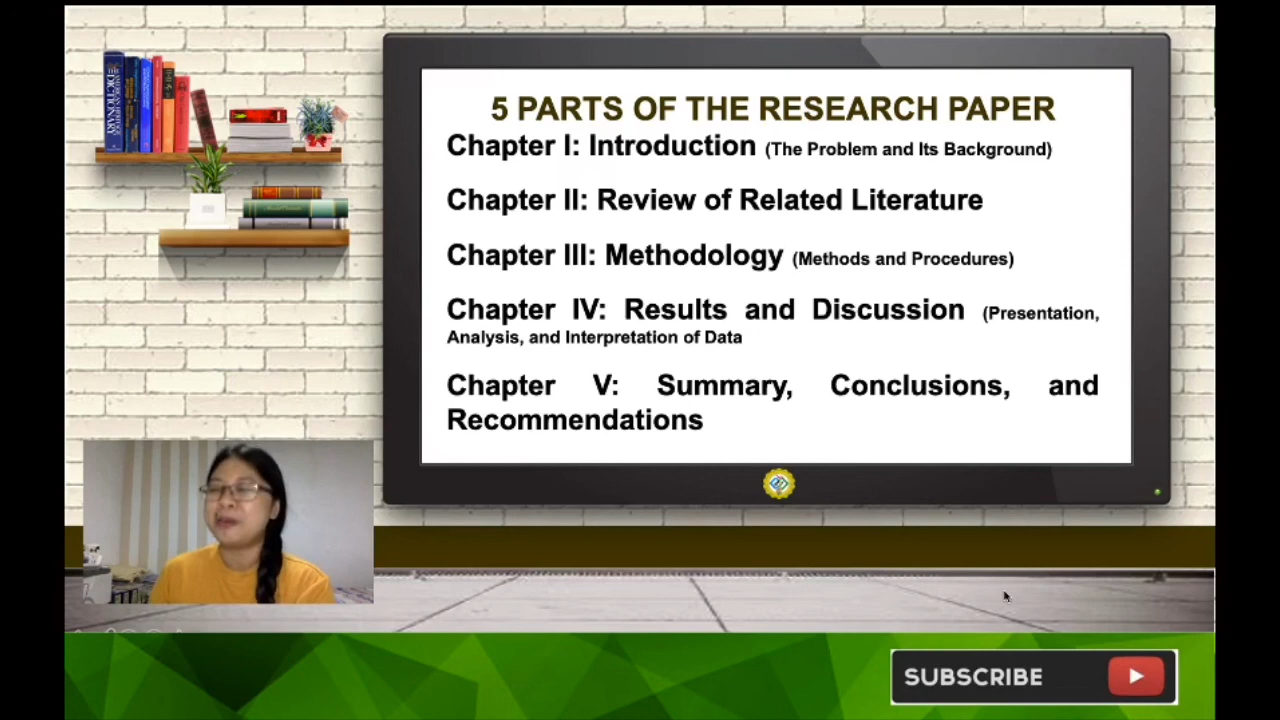 5 PARTS OF THE RESEARCH PAPER
Chapter I: Introduction (The Problem and Its Background)
Chapter II: Review of Related Literature
Chapter III: Methodology (Methods and Procedures)
Chapter IV: Results and Discussion (Presentation,
Analysis, and Interpretation of Data
Chapter V: Summary, Conclusions, and
Recommendations
DICTIONARY
SUBSCRIBE